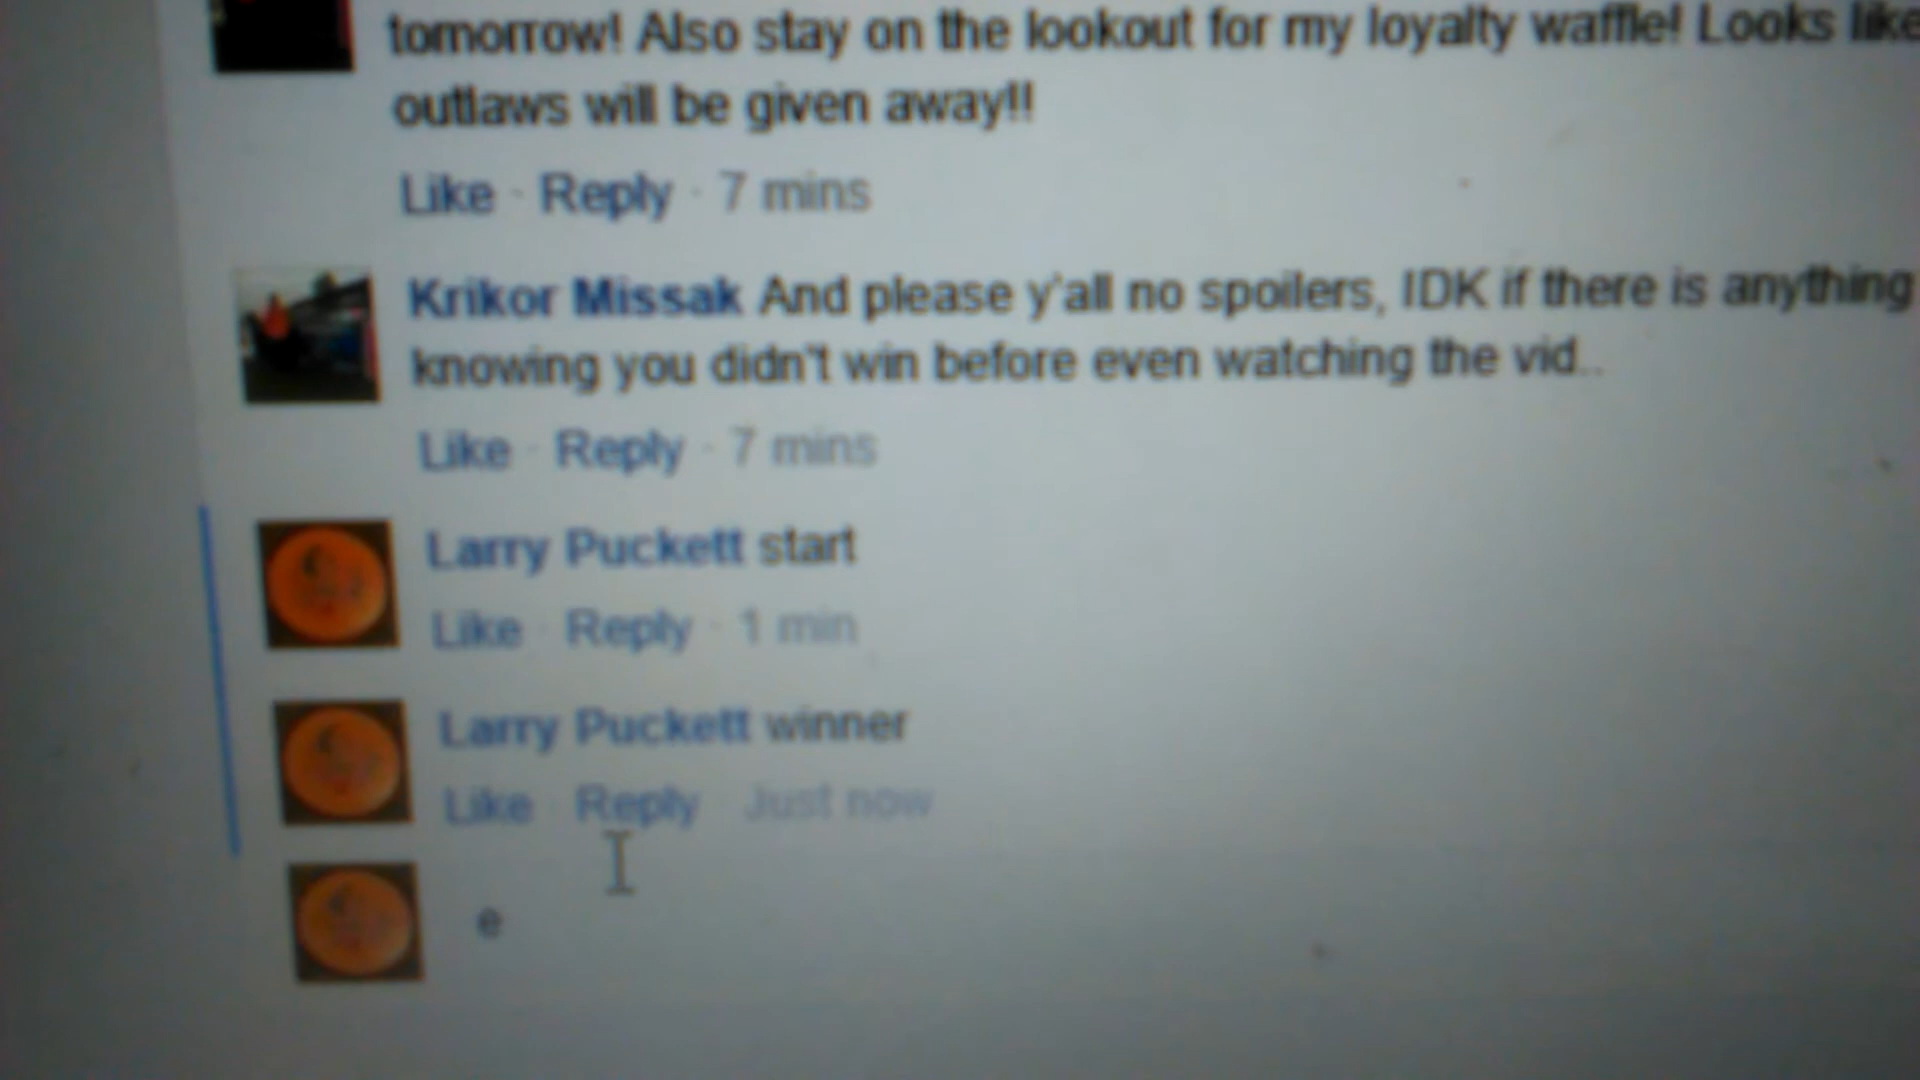 tomorrow! Also stay on the lookout for my loyalty waffle! Looks like
outlaws will be given away!!
Like · Reply · 7 mins
Krikor Missak And please y'all no spoilers, IDK if there is anything
knowing you didn't win before even watching the vid..
Like · Reply · 7 mins
Larry Puckett start
Like · Reply · 1 min
Larry Puckett winner
Like · Reply · Just now
e